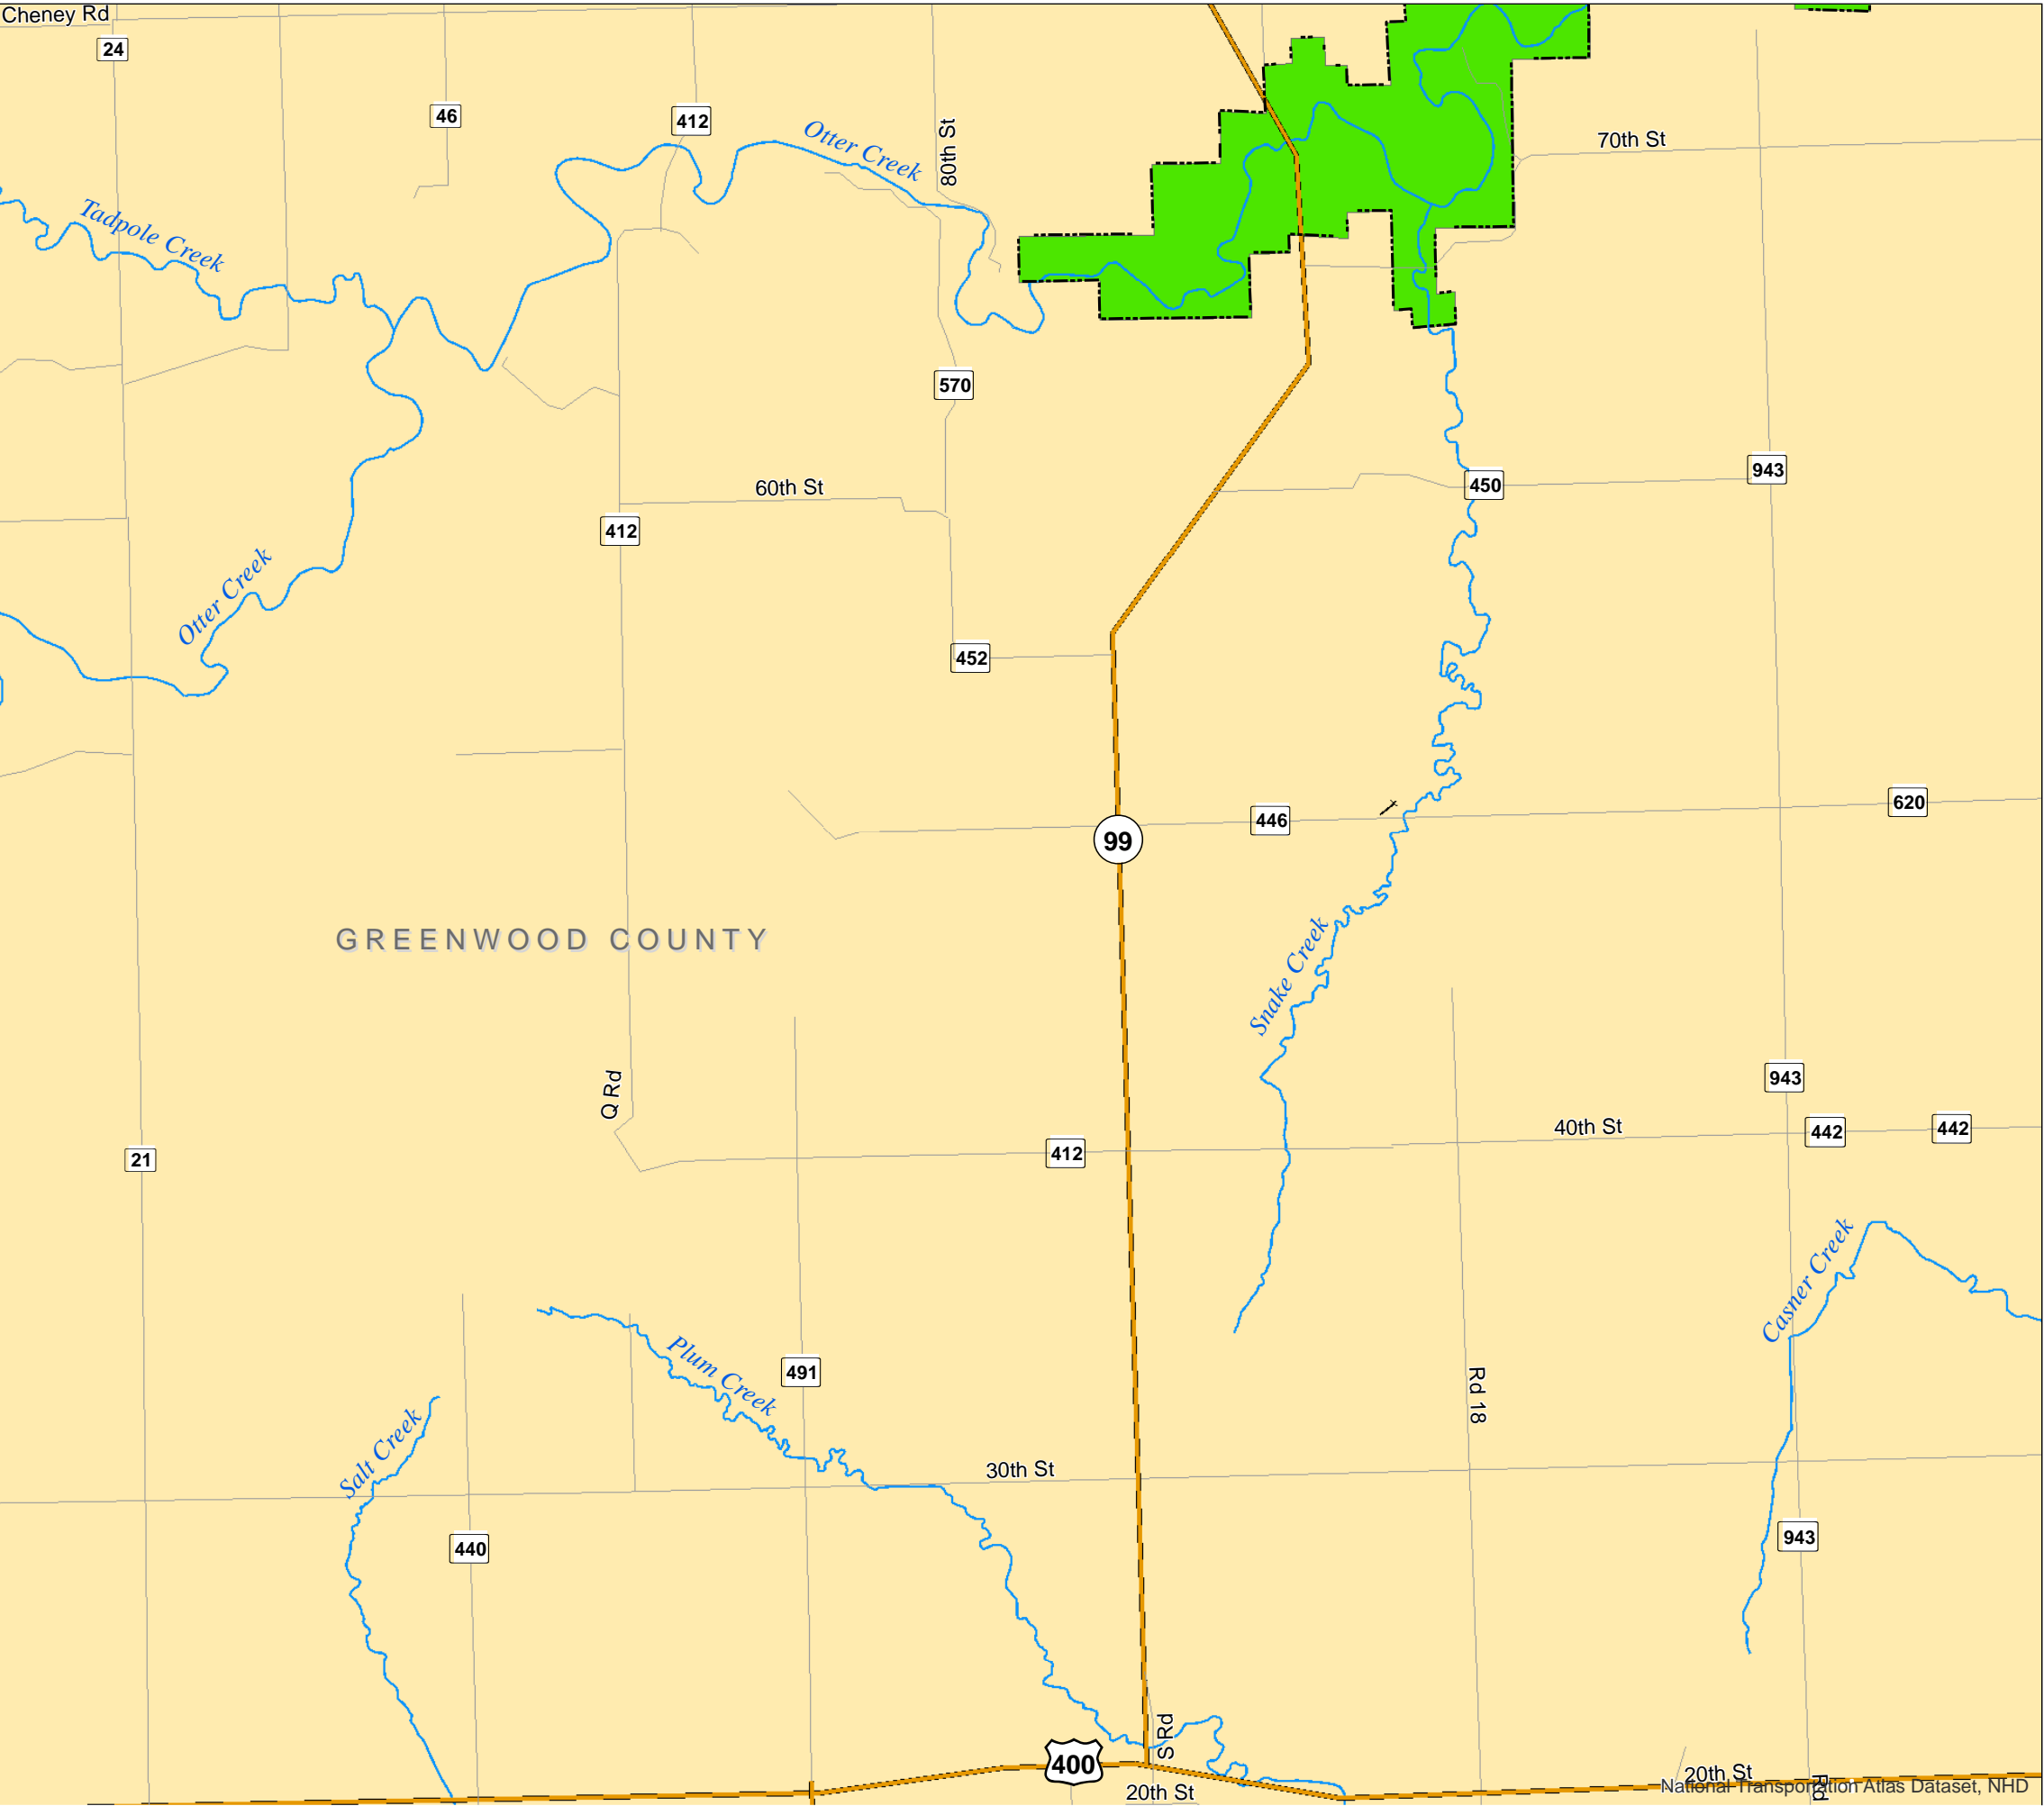 Cheney Rd
24
46
412
Otter Creek
80th St
70th St
Tadpole Creek
570
943
450
60th St
412
Otter Creek
452
620
446
99
GREENWOOD COUNTY
Snake Creek
Q Rd
943
40th St
442
442
412
21
Casner Creek
Plum Creek
491
Rd 18
Salt Creek
30th St
440
943
S Rd
400
20th St
20th St
Rd
National Transportation Atlas Dataset, NHD